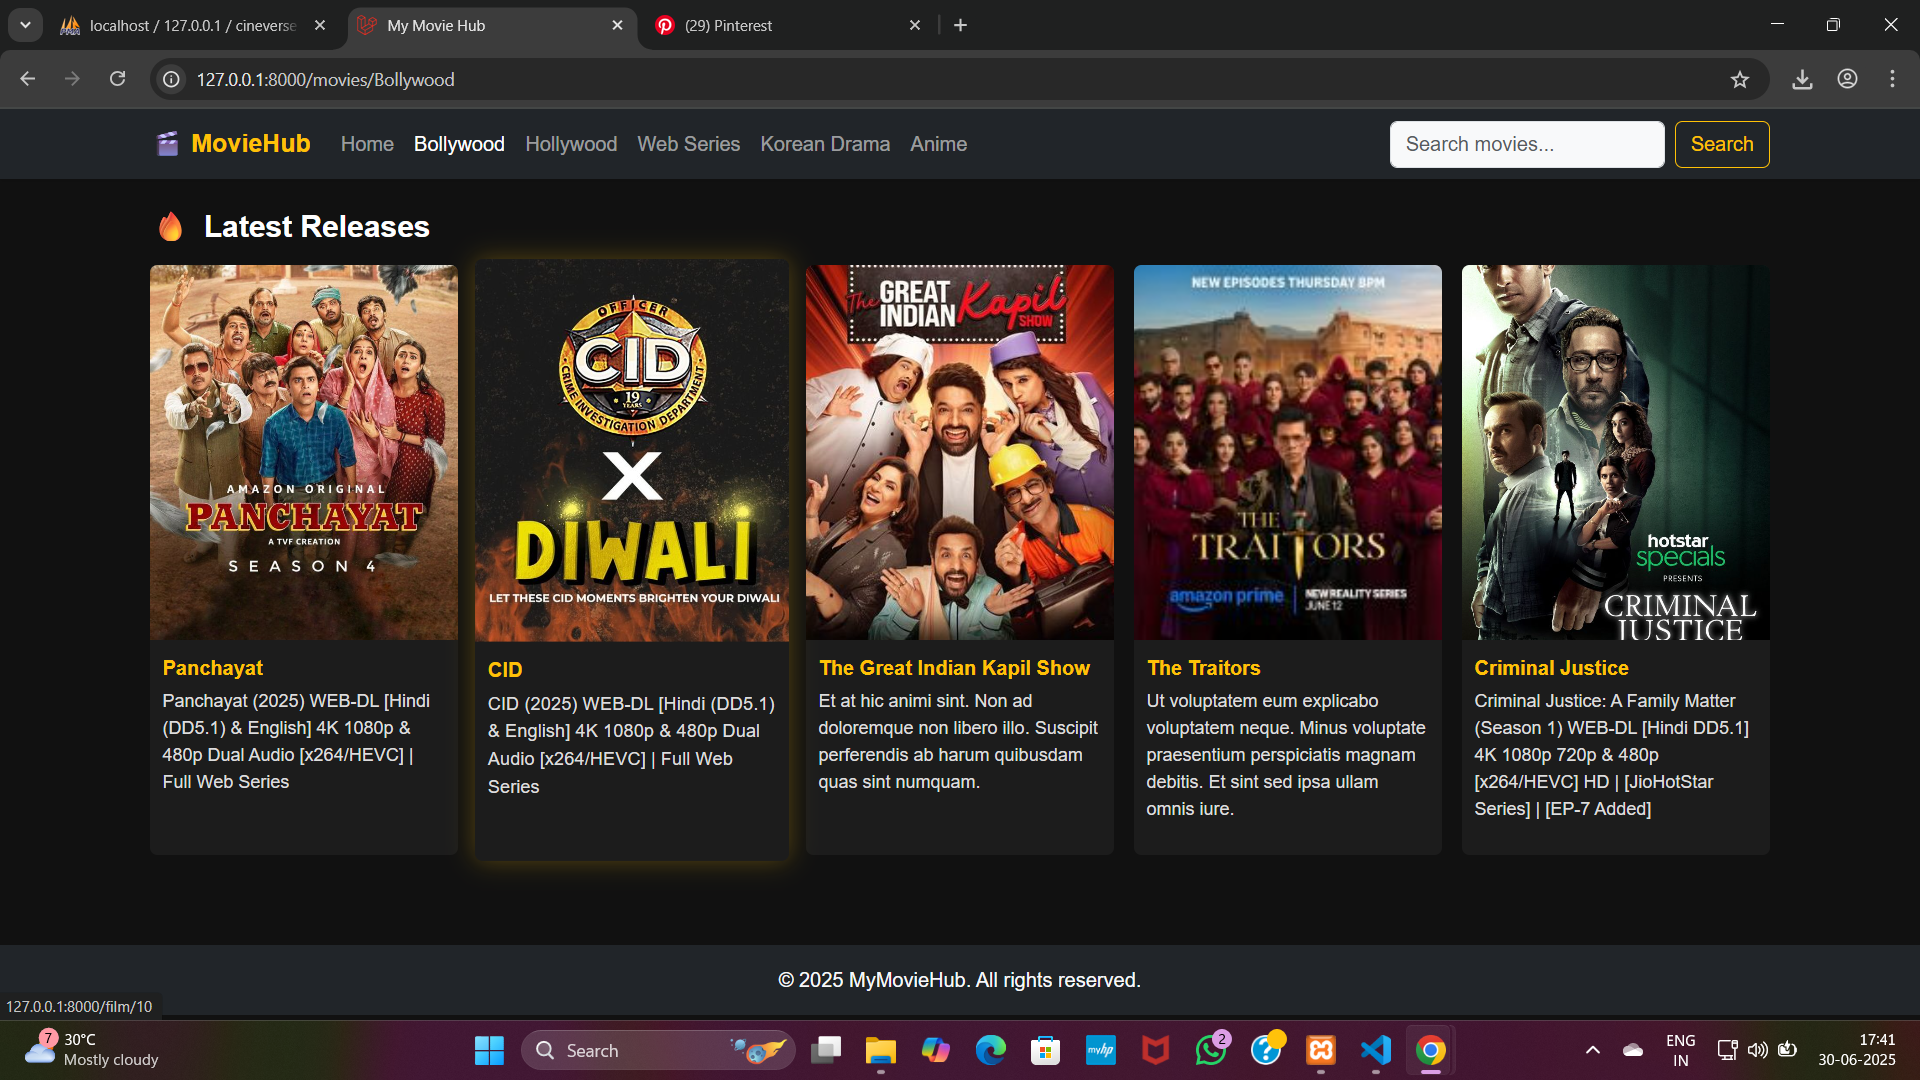 localhost / 127.0.0.1 / cineverse
My Movie Hub
(29) Pinterest
127.0.0.1:8000/movies/Bollywood
MovieHub
Home
Bollywood
Hollywood
Web Series
Korean Drama
Anime
Search movies...
Search
Latest Releases
AMAZON ORIGINAL
PANCHAYAT
A TVF CREATION
SEASON 4
Panchayat
Panchayat (2025) WEB-DL [Hindi
(DD5.1) & English] 4K 1080p &
480p Dual Audio [x264/HEVC] |
Full Web Series
OFFICER
CID
19
YEARS
CRIME INVESTIGATION DEPARTMENT
X
DIWALI
LET THESE CID MOMENTS BRIGHTEN YOUR DIWALI
CID
CID (2025) WEB-DL [Hindi (DD5.1)
& English] 4K 1080p & 480p Dual
Audio [x264/HEVC] | Full Web
Series
The GREAT
INDIAN Kapil
SHOW
The Great Indian Kapil Show
Et at hic animi sint. Non ad
doloremque non libero illo. Suscipit
perferendis ab harum quibusdam
quas sint numquam.
NEW EPISODES THURSDAY 8PM
THE
TRAITORS
amazon prime
NEW REALITY SERIES
JUNE 12
The Traitors
Ut voluptatem eum explicabo
voluptatem neque. Minus voluptate
praesentium perspiciatis magnam
debitis. Et sint sed ipsa ullam
omnis iure.
hotstar
specials
PRESENTS
CRIMINAL
JUSTICE
Criminal Justice
Criminal Justice: A Family Matter
(Season 1) WEB-DL [Hindi DD5.1]
4K 1080p 720p & 480p
[x264/HEVC] HD | [JioHotStar
Series] | [EP-7 Added]
© 2025 MyMovieHub. All rights reserved.
127.0.0.1:8000/film/10
7
30°C
Mostly cloudy
Search
myhp
2
ENG
IN
17:41
30-06-2025